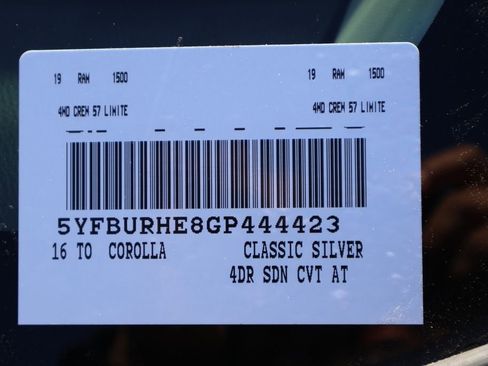 19 RAM 1500 19 RAM 1500
4WD CREW 57 LIMITE 4WD CREW 57 LIMITE
5YFBURHE8GP444423
16 TO COROLLA CLASSIC SILVER
4DR SDN CVT AT